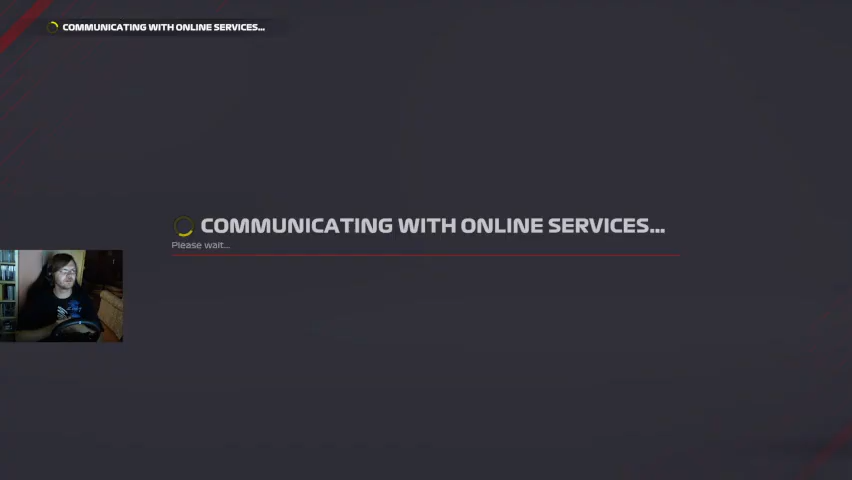 COMMUNICATING WITH ONLINE SERVICES...
COMMUNICATING WITH ONLINE SERVICES...
Please wait...